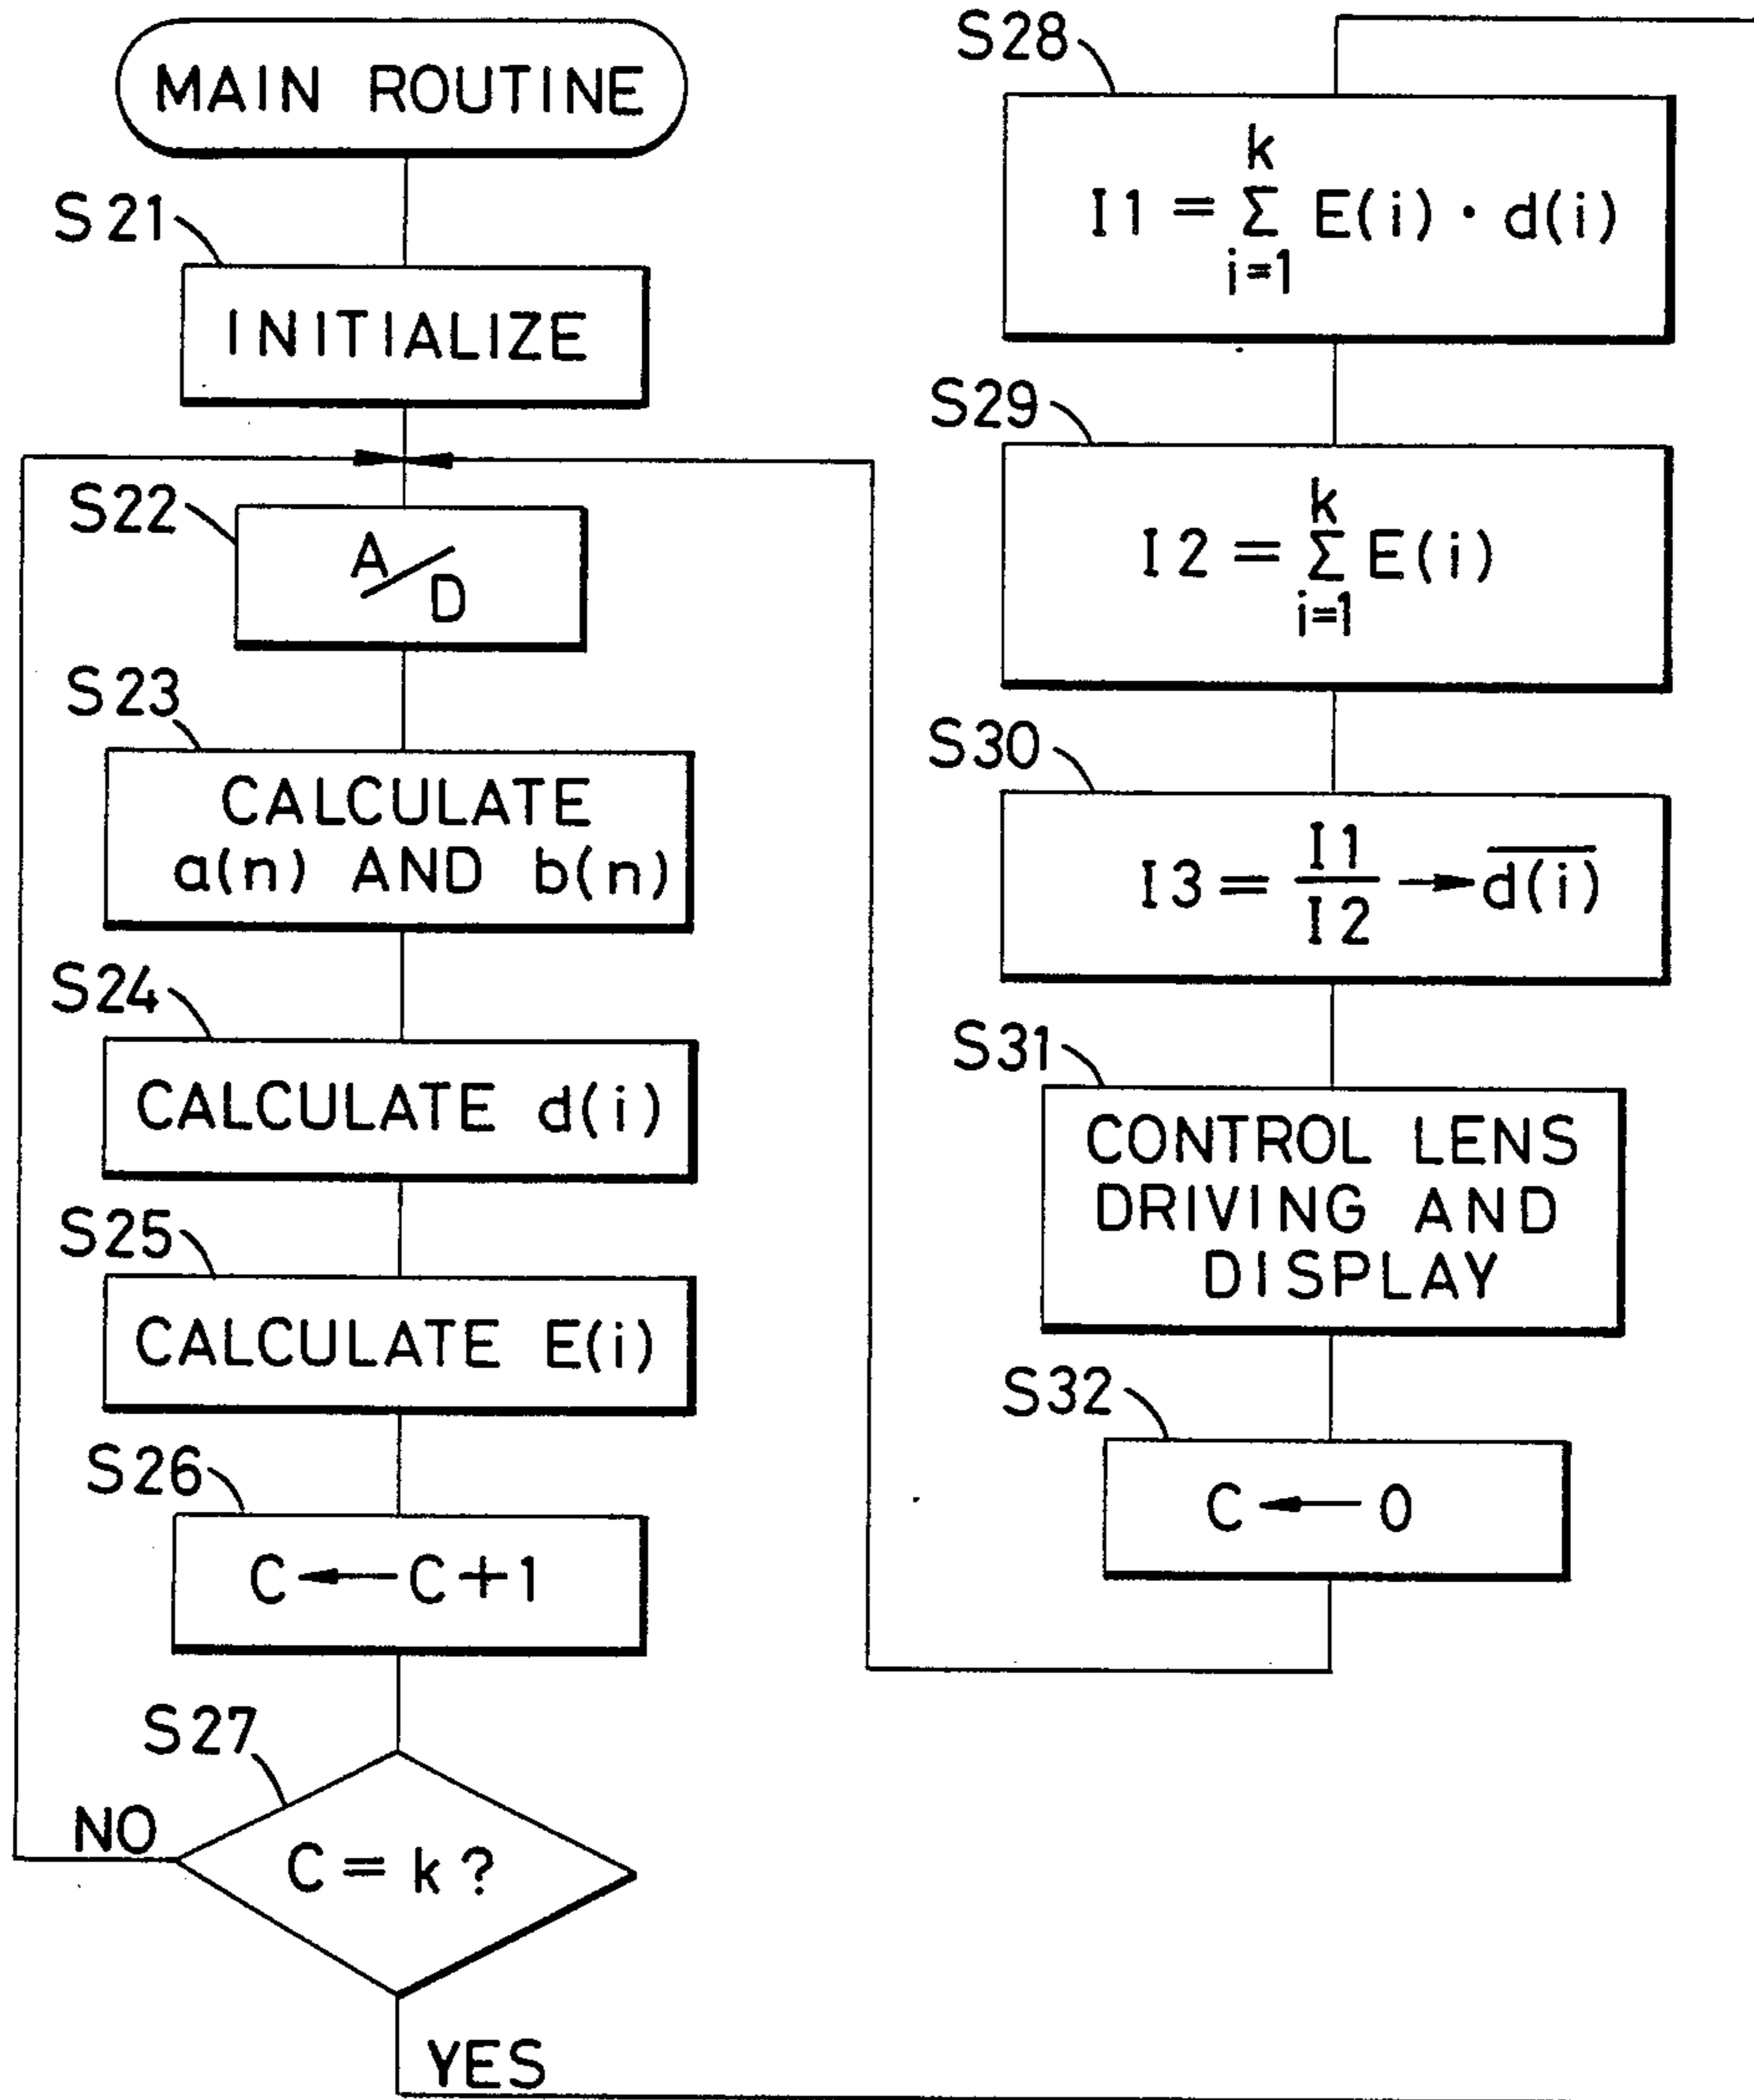 MAIN ROUTINE
S21
INITIALIZE
S22
A/D
S23
CALCULATE
a(n) AND b(n)
S24
CALCULATE d(i)
S25
CALCULATE E(i)
S26
C ← C+1
S27
NO
C = k ?
YES
S28
I1 = k Σ i=1 E(i) · d(i)
S29
I2 = k Σ i=1 E(i)
S30
I3 = I1/I2 → d̅(̅i̅)̅
S31
CONTROL LENS
DRIVING AND
DISPLAY
S32
C ← 0